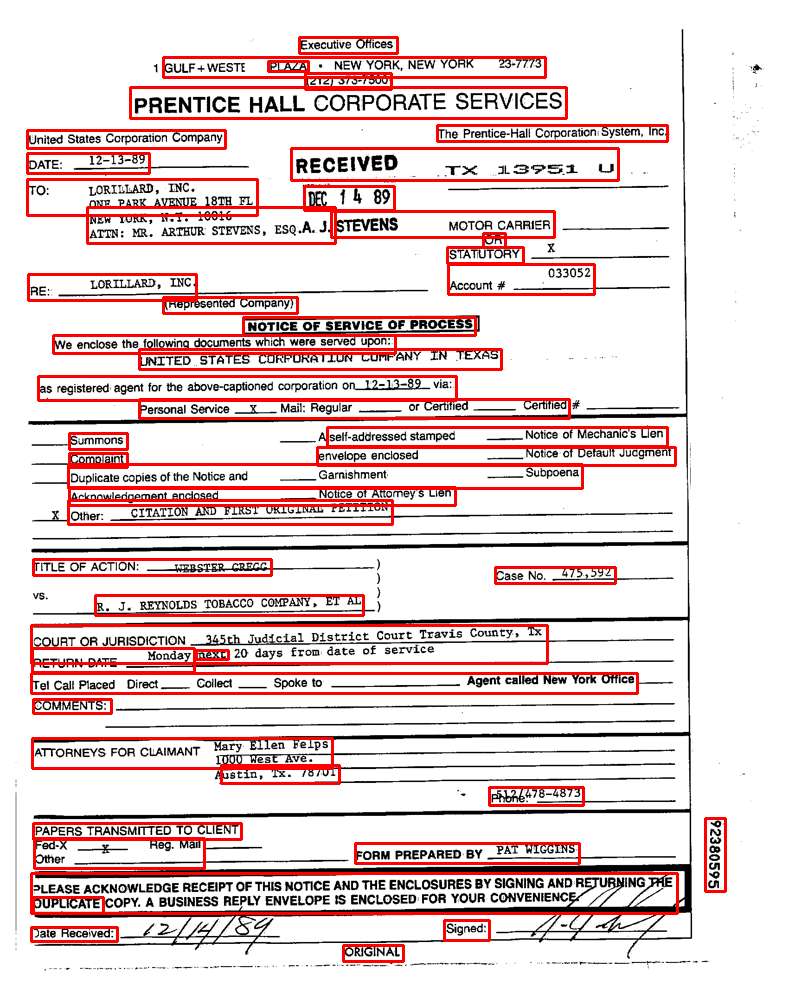 Executive Offices
1 GULF + WESTE PLAZA • NEW YORK, NEW YORK 23-7773
(212) 373-7500
PRENTICE HALL CORPORATE SERVICES
United States Corporation Company The Prentice-Hall Corporation System, Inc.
DATE: 12-13-89 RECEIVED TX 13951 U
TO: LORILLARD, INC.
ONE PARK AVENUE 18TH FL DEC 14 89
NEW YORK, N.Y. 10016
ATTN: MR. ARTHUR STEVENS, ESQ. A. J. STEVENS MOTOR CARRIER
OR
STATUTORY X
RE: LORILLARD, INC. Account # 033052
(Represented Company)
NOTICE OF SERVICE OF PROCESS
We enclose the following documents which were served upon:
UNITED STATES CORPORATION COMPANY IN TEXAS
as registered agent for the above-captioned corporation on 12-13-89 via:
Personal Service X Mail: Regular or Certified Certified #
Summons A self-addressed stamped Notice of Mechanic's Lien
Complaint envelope enclosed Notice of Default Judgment
Duplicate copies of the Notice and Garnishment Subpoena
Acknowledgement enclosed Notice of Attorney's Lien
X Other: CITATION AND FIRST ORIGINAL PETITION
TITLE OF ACTION: WEBSTER GREGG )
) Case No. 475,592
vs. )
R. J. REYNOLDS TOBACCO COMPANY, ET AL )
COURT OR JURISDICTION 345th Judicial District Court Travis County, Tx
RETURN DATE Monday next 20 days from date of service
Tel Call Placed Direct Collect Spoke to Agent called New York Office
COMMENTS:
ATTORNEYS FOR CLAIMANT Mary Ellen Felps
1000 West Ave.
Austin, Tx. 78701
Phone: 512/478-4873
PAPERS TRANSMITTED TO CLIENT
Fed-X X Reg. Mail
Other FORM PREPARED BY PAT WIGGINS
92380595
PLEASE ACKNOWLEDGE RECEIPT OF THIS NOTICE AND THE ENCLOSURES BY SIGNING AND RETURNING THE
DUPLICATE COPY. A BUSINESS REPLY ENVELOPE IS ENCLOSED FOR YOUR CONVENIENCE.
Date Received: 12/14/89 Signed:
ORIGINAL